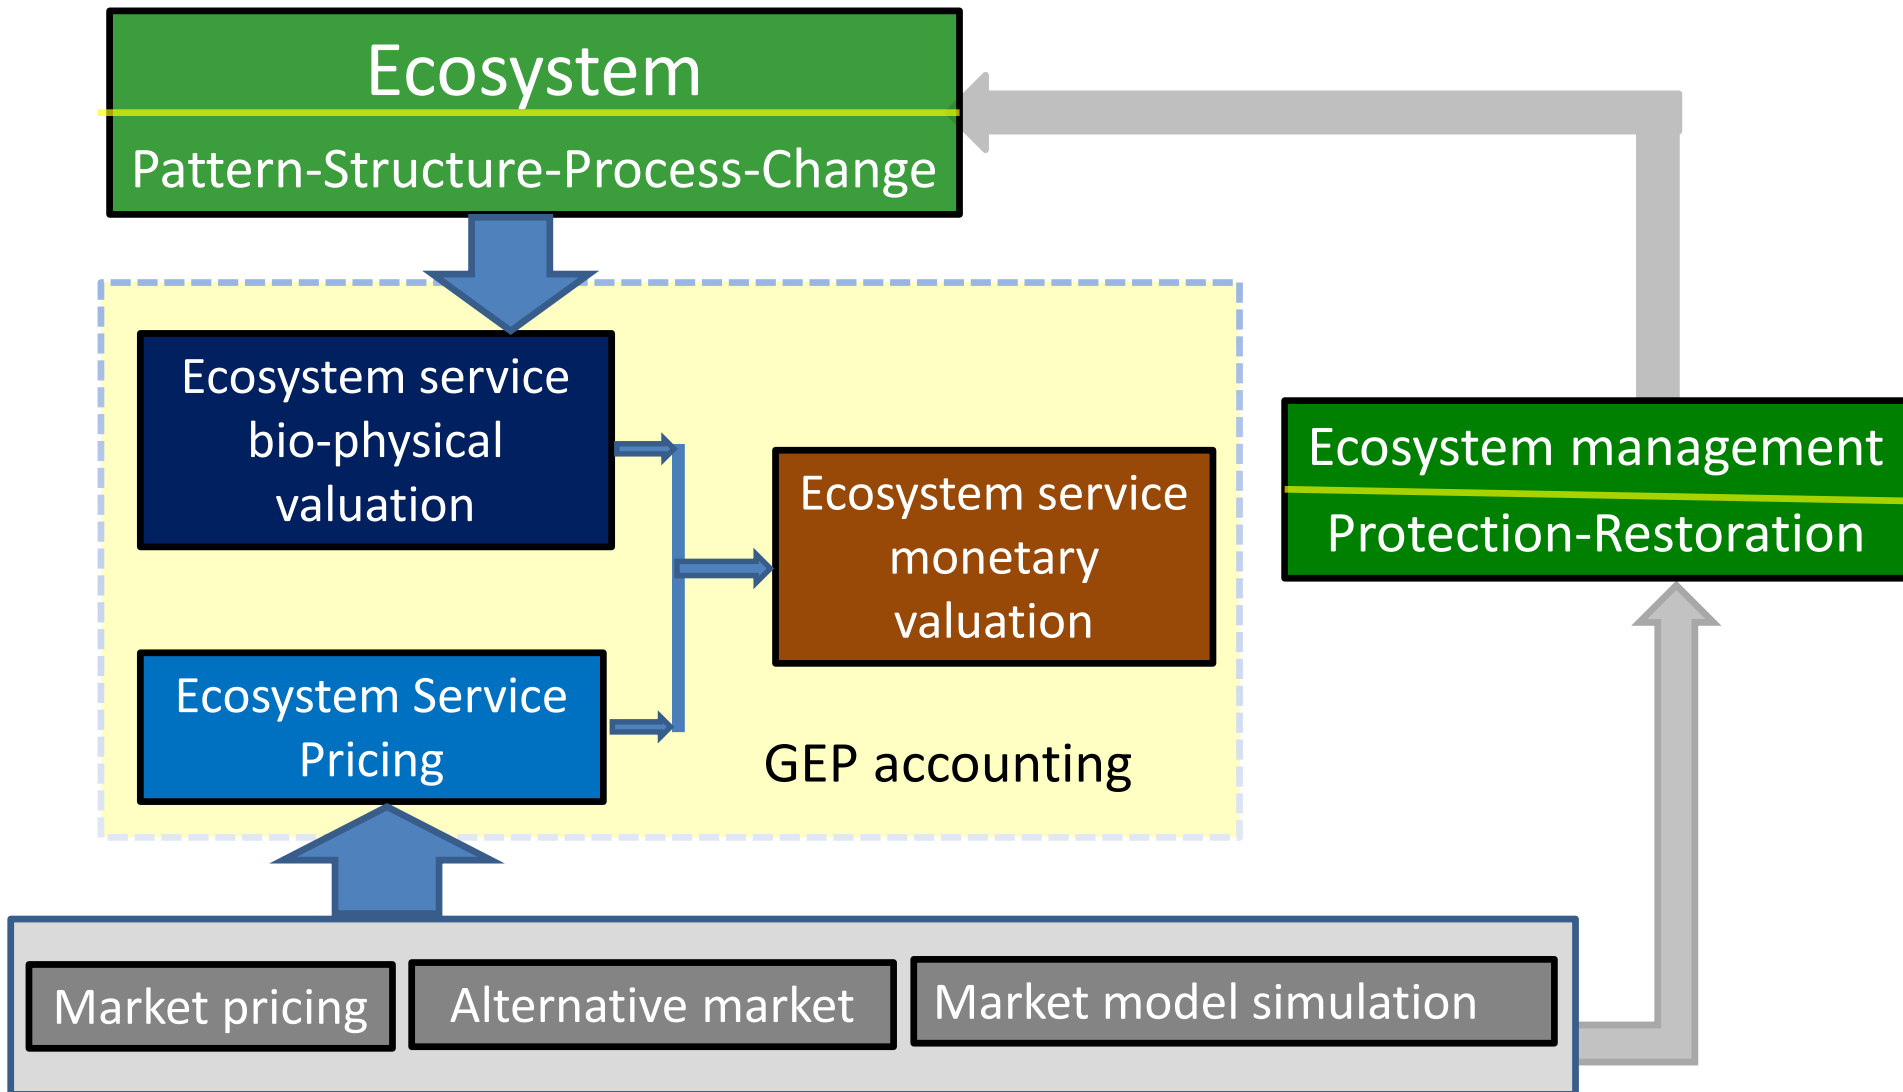 Ecosystem
Pattern-Structure-Process-Change
Ecosystem service
bio-physical
valuation
Ecosystem service
monetary
valuation
Ecosystem management
Protection-Restoration
Ecosystem Service
Pricing
GEP accounting
Market pricing
Alternative market
Market model simulation